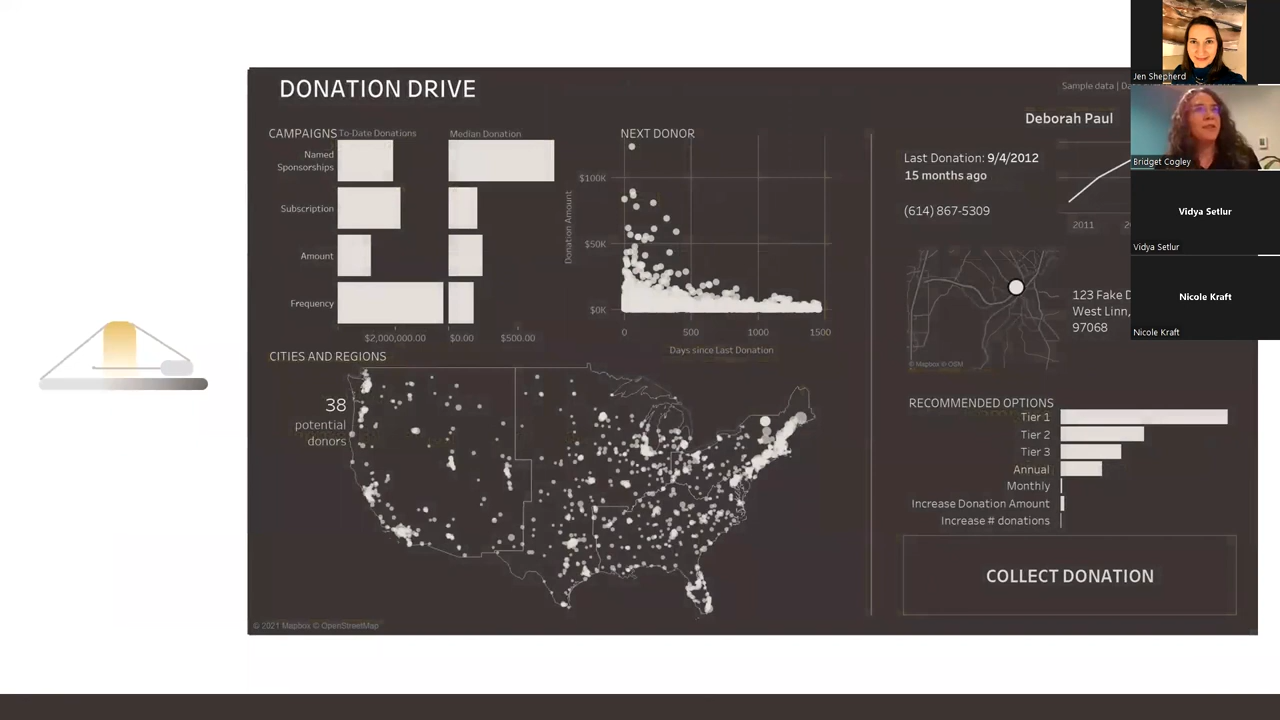 DONATION DRIVE
Sample data | Da
Deborah Paul
CAMPAIGNS To-Date Donations Median Donation
Named
Sponsorships
Subscription
Amount
Frequency
$2,000,000.00 $0.00 $500.00
NEXT DONOR
Donation Amount
$100K
$50K
$0K
0 500 1000 1500
Days since Last Donation
Last Donation: 9/4/2012
15 months ago
(614) 867-5309
2011
© Mapbox © OSM
123 Fake D
West Linn,
97068
CITIES AND REGIONS
38
potential
donors
© 2021 Mapbox © OpenStreetMap
RECOMMENDED OPTIONS
Tier 1
Tier 2
Tier 3
Annual
Monthly
Increase Donation Amount
Increase # donations
COLLECT DONATION
Jen Shepherd
Bridget Cogley
Vidya Setlur
Vidya Setlur
Nicole Kraft
Nicole Kraft